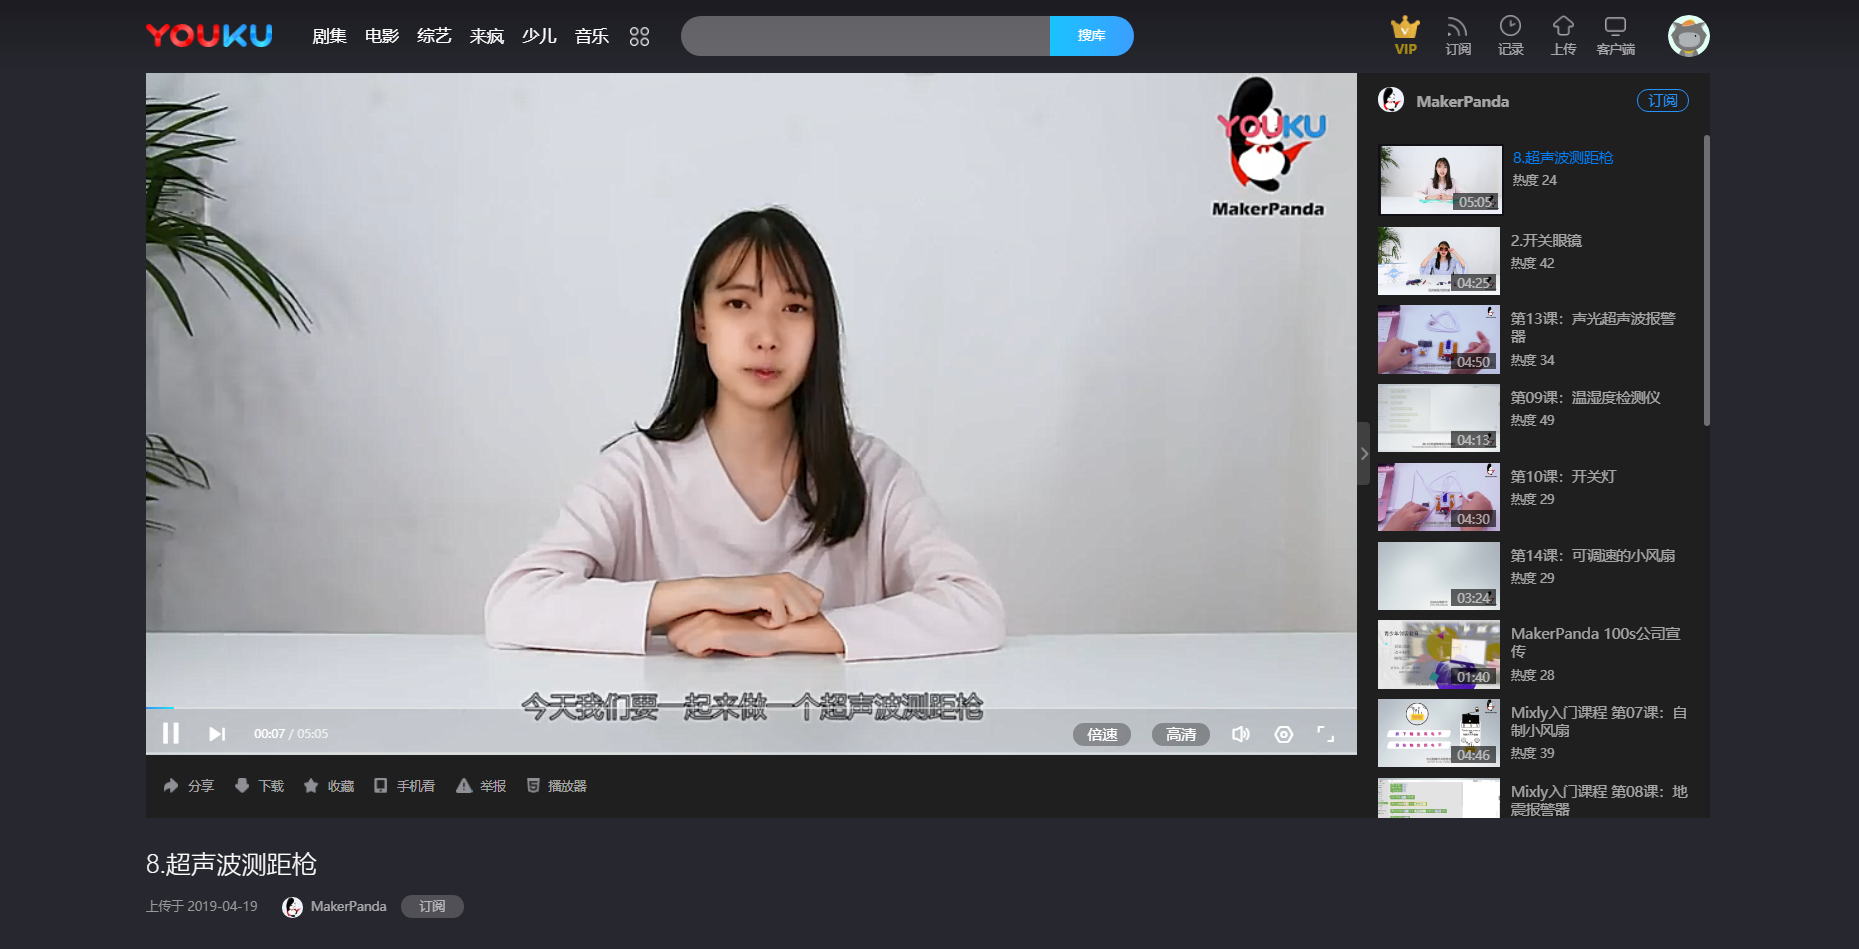 YOUKU
剧集 电影 综艺 来疯 少儿 音乐
搜库
VIP 订阅 记录 上传 客户端
YOUKU
MakerPanda
今天我们要一起来做一个超声波测距枪
00:07 / 05:05
倍速 高清
分享 下载 收藏 手机看 举报 播放器
MakerPanda 订阅
8.超声波测距枪
热度 24
05:05
2.开关眼镜
热度 42
04:25
第13课：声光超声波报警
器
热度 34
04:50
第09课：温湿度检测仪
热度 49
04:13
第10课：开关灯
热度 29
04:30
第14课：可调速的小风扇
热度 29
03:24
MakerPanda 100s公司宣
传
热度 28
01:40
Mixly入门课程 第07课：自
制小风扇
热度 39
04:46
Mixly入门课程 第08课：地
震报警器
8.超声波测距枪
上传于 2019-04-19 MakerPanda 订阅